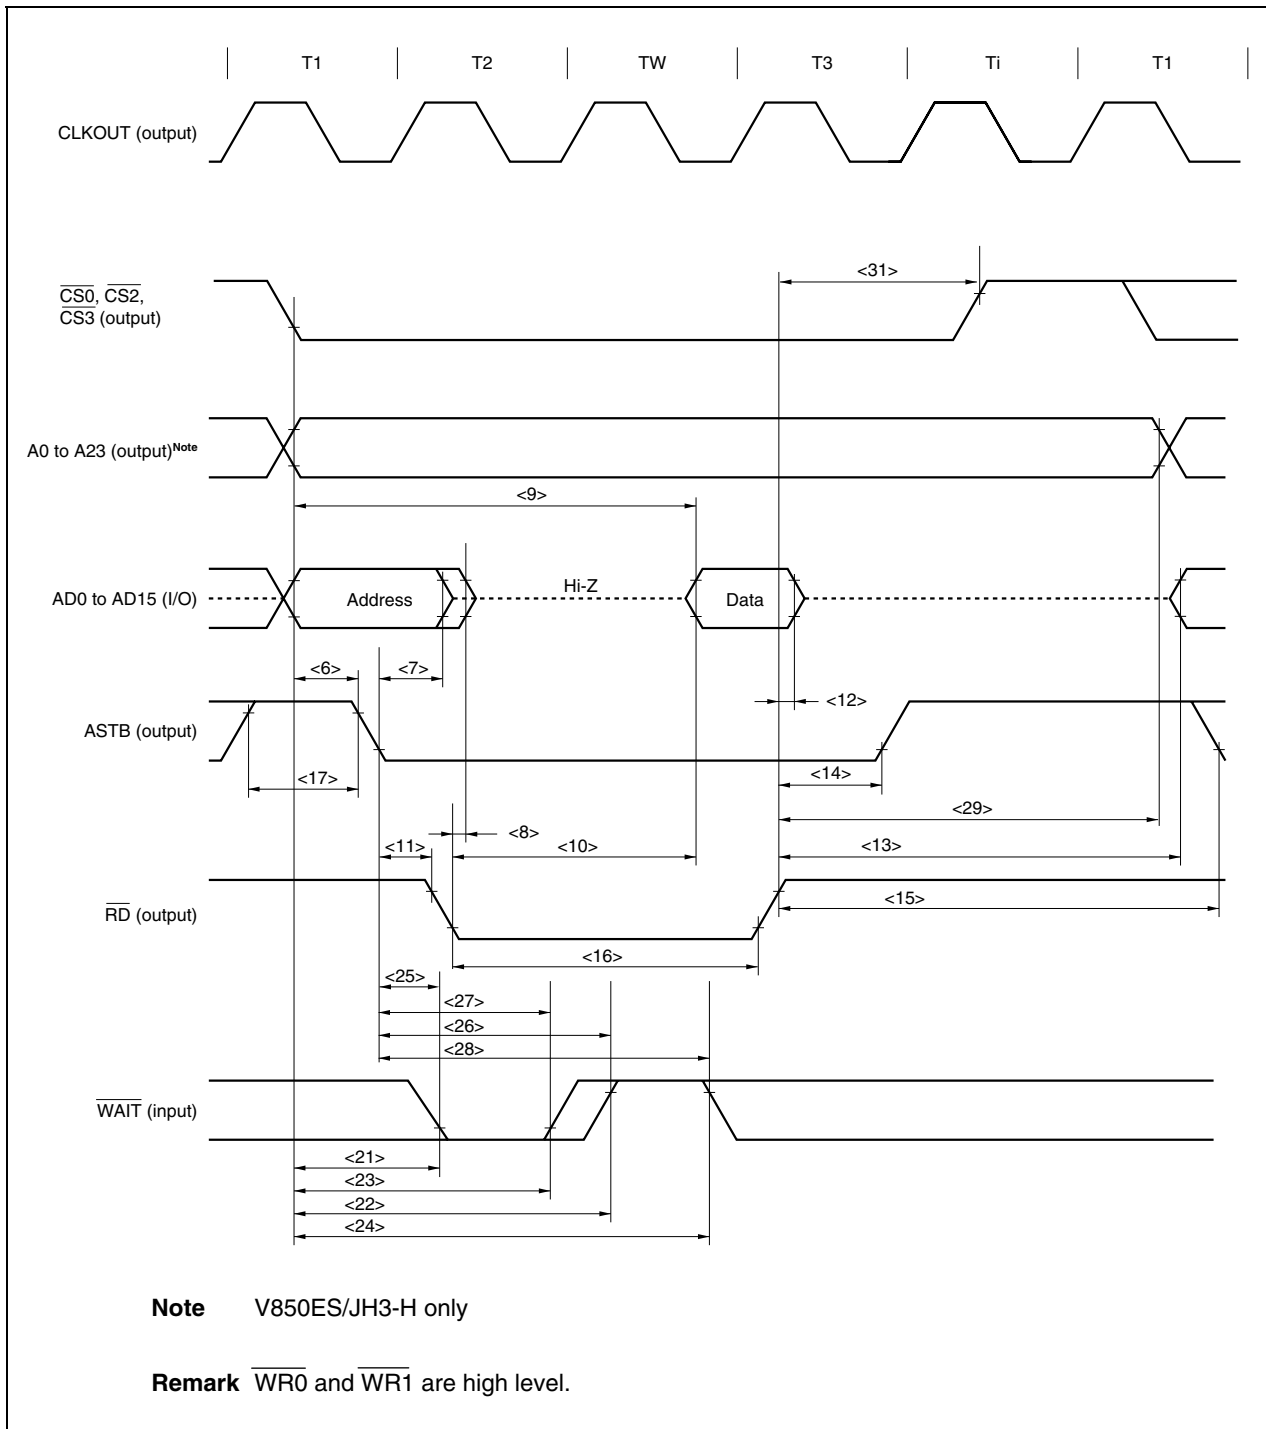 T1 T2 TW T3 Ti T1
CLKOUT (output)
<31>
CS0, CS2,
CS3 (output)
A0 to A23 (output)Note
<9>
AD0 to AD15 (I/O)
Address
Hi-Z
Data
<6> <7>
<12>
ASTB (output)
<17>
<14>
<29>
<8>
<11>
<10>
<13>
<15>
RD (output)
<16>
<25>
<27>
<26>
<28>
WAIT (input)
<21>
<23>
<22>
<24>
Note V850ES/JH3-H only
Remark WR0 and WR1 are high level.